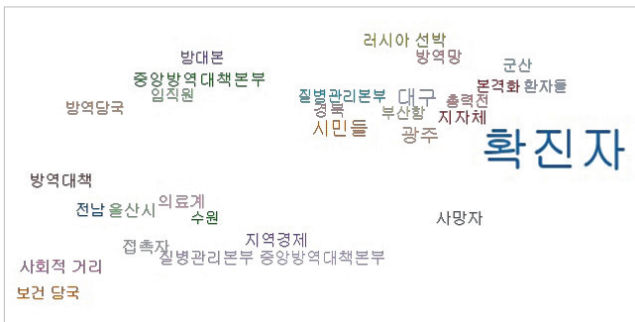 러시아 선박
방대본
방역망
중앙방역대책본부
군산
임직원
질병관리본부
대구
본격화
환자들
방역당국
경북
부산항
총력전
지자체
시민들
광주
확진자
방역대책
전남
울산시
의료계
수원
사망자
접촉자
지역경제
질병관리본부 중앙방역대책본부
사회적 거리
보건 당국